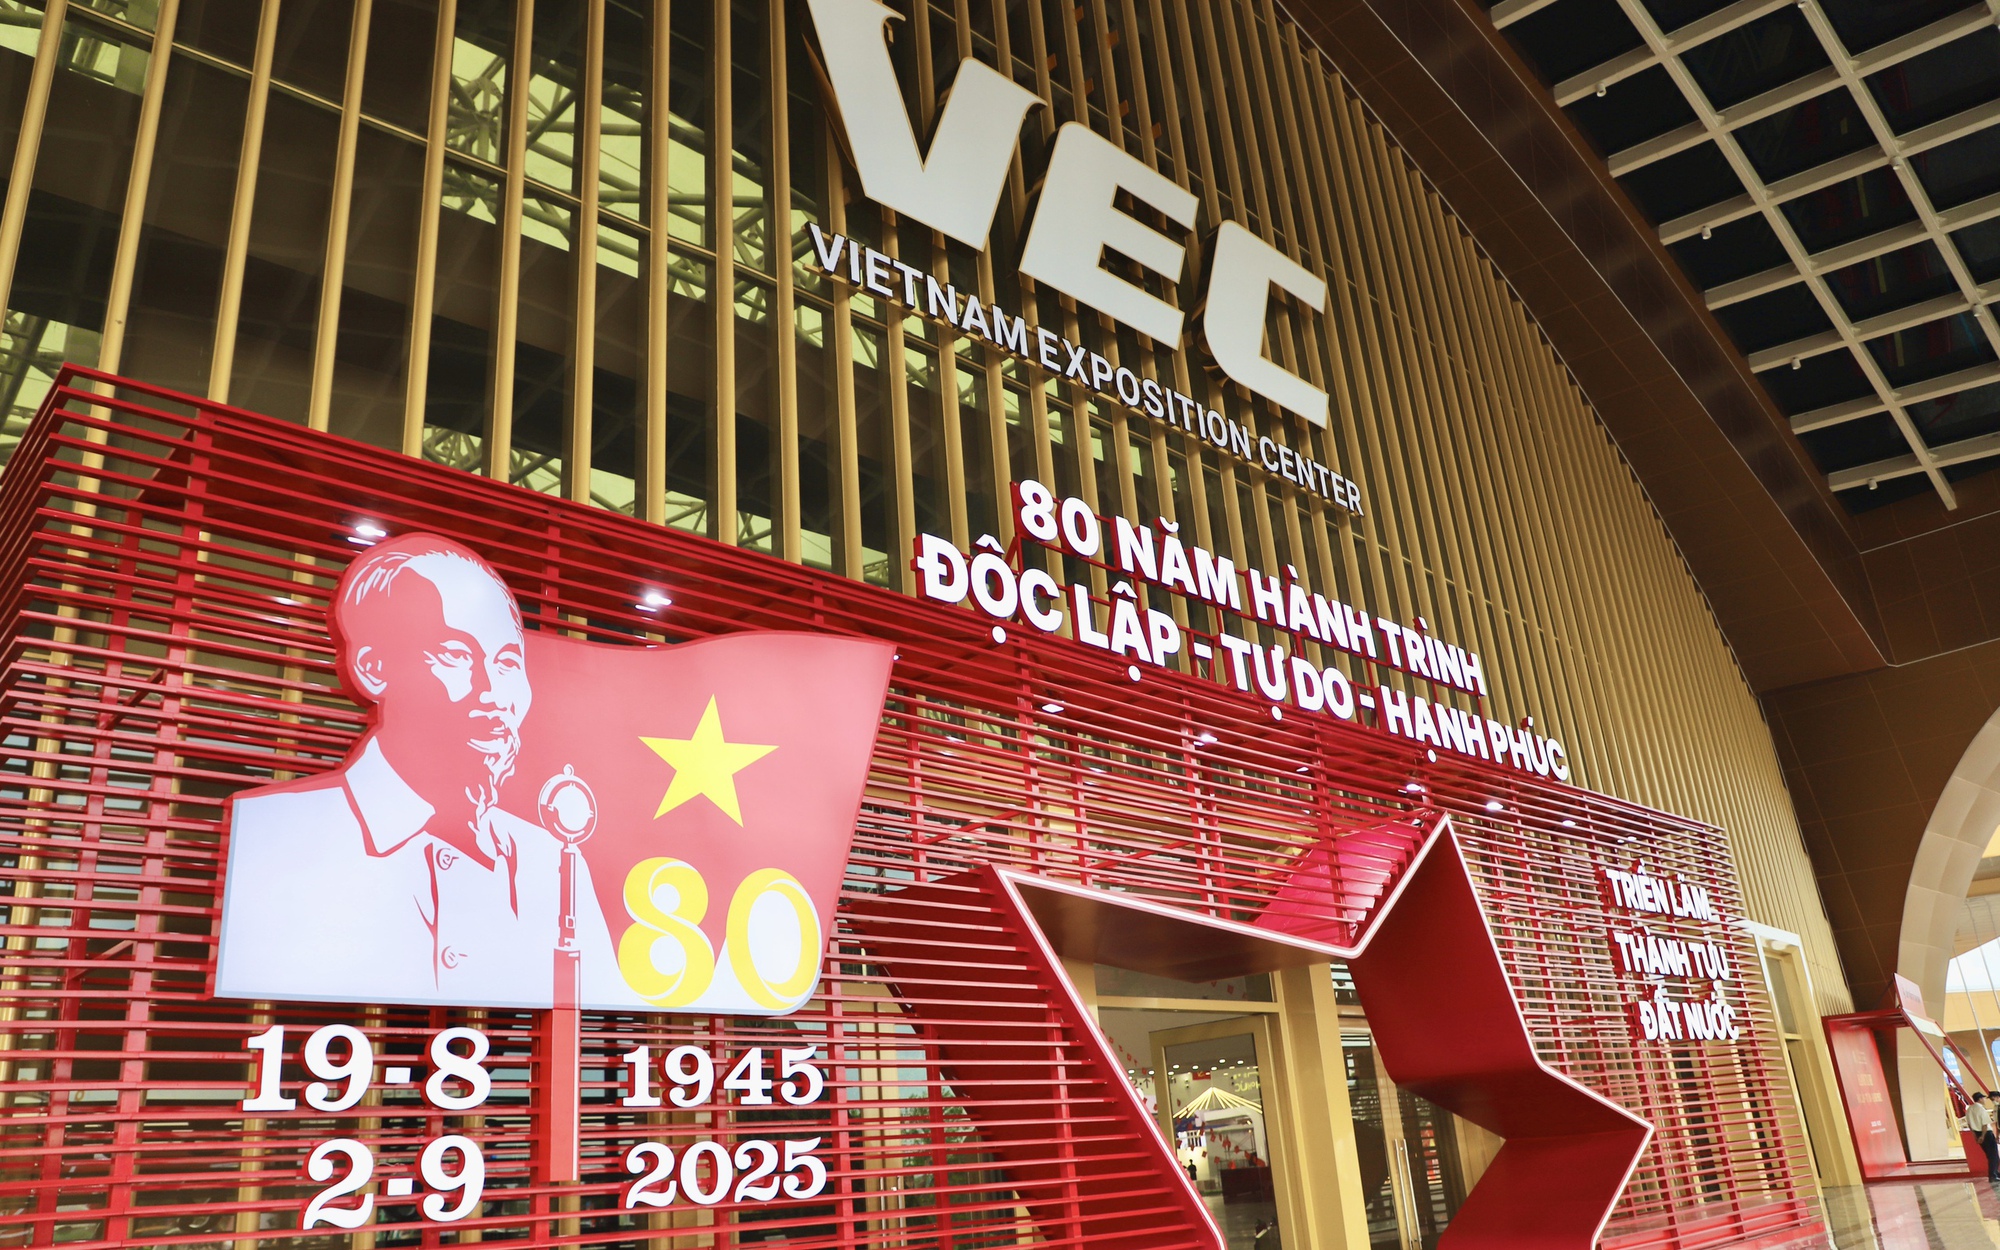 VEC
VIETNAM EXPOSITION CENTER
80 NĂM HÀNH TRÌNH
ĐỘC LẬP - TỰ DO - HẠNH PHÚC
80
19-8 1945
2-9 2025
TRIỂN LÃM
THÀNH TỰU
ĐẤT NƯỚC